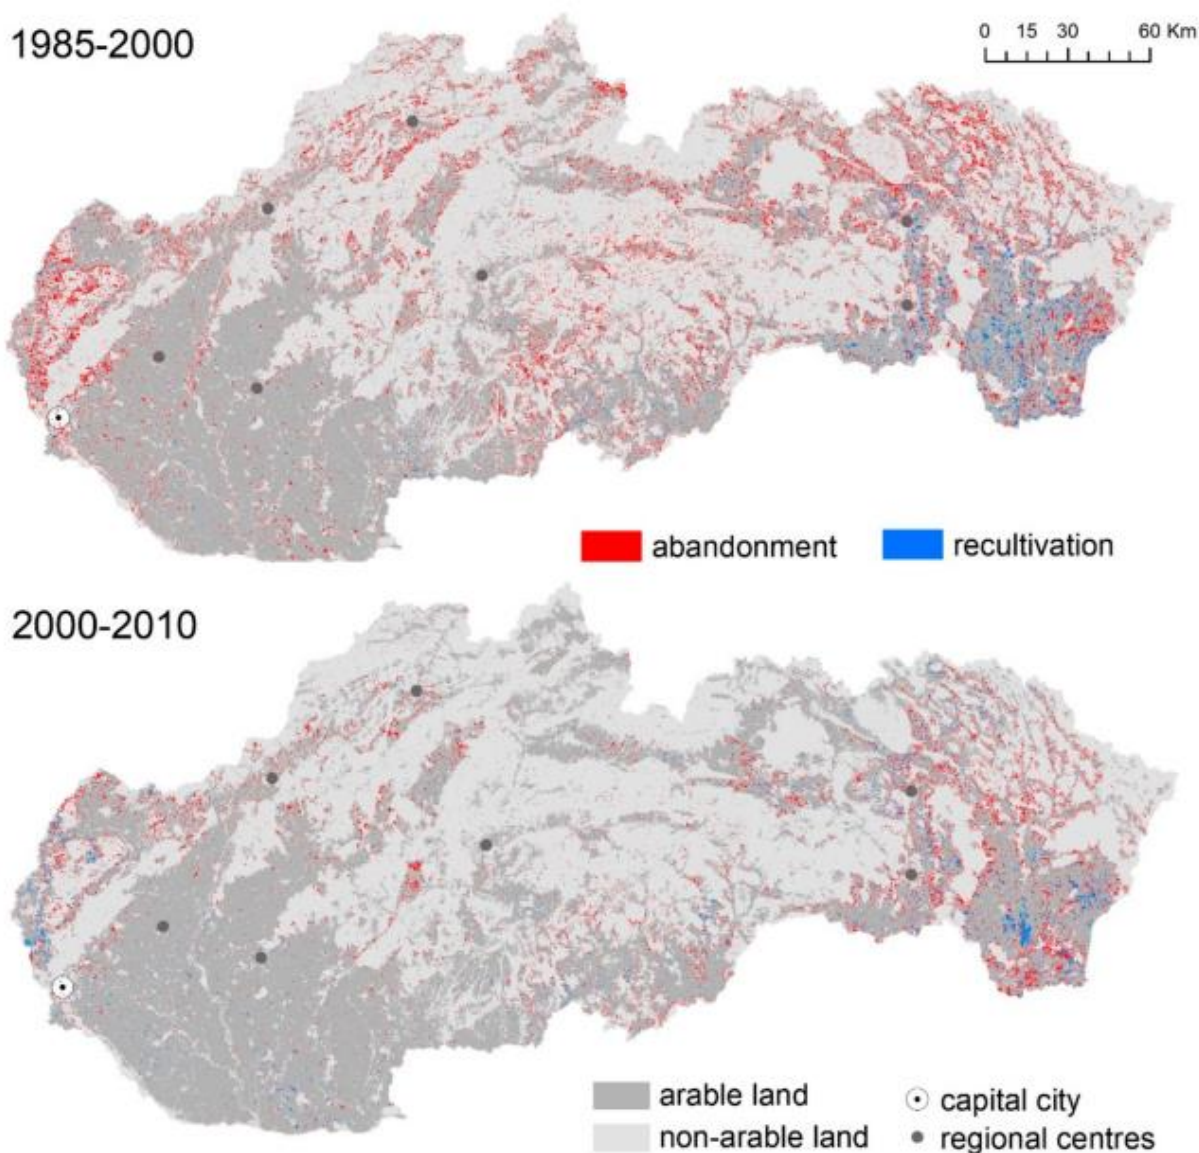 1985-2000
0 15 30 60 Km
abandonment recultivation
2000-2010
arable land capital city
non-arable land regional centres